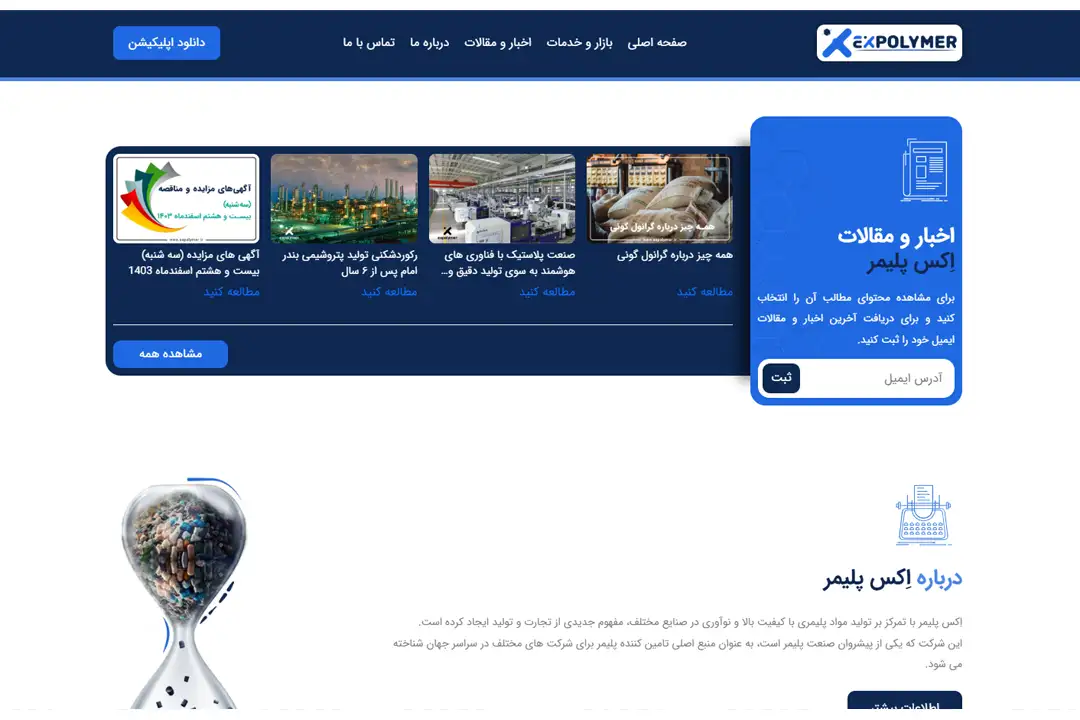 EXPOLYMER
صفحه اصلی
بازار و خدمات
اخبار و مقالات
درباره ما
تماس با ما
دانلود اپلیکیشن
اخبار و مقالات
اِکس پلیمر
برای مشاهده محتوای مطالب آن را انتخاب
کنید و برای دریافت آخرین اخبار و مقالات
ایمیل خود را ثبت کنید.
آدرس ایمیل
ثبت
همه چیز درباره گرانول گونی
همه چیز درباره گرانول گونی
مطالعه کنید
صنعت پلاستیک با فناوری های
هوشمند به سوی تولید دقیق و...
مطالعه کنید
رکوردشکنی تولید پتروشیمی بندر
امام پس از ۶ سال
مطالعه کنید
آگهی‌های مزایده و مناقصه
(سه‌شنبه)
بیست و هشتم اسفندماه ۱۴۰۳
آگهی های مزایده (سه شنبه)
بیست و هشتم اسفندماه 1403
مطالعه کنید
مشاهده همه
درباره اِکس پلیمر
اِکس پلیمر با تمرکز بر تولید مواد پلیمری با کیفیت بالا و نوآوری در صنایع مختلف، مفهوم جدیدی از تجارت و تولید ایجاد کرده است.
این شرکت که یکی از پیشروان صنعت پلیمر است، به عنوان منبع اصلی تامین کننده پلیمر برای شرکت های مختلف در سراسر جهان شناخته
می شود.
اطلاعات بیشتر